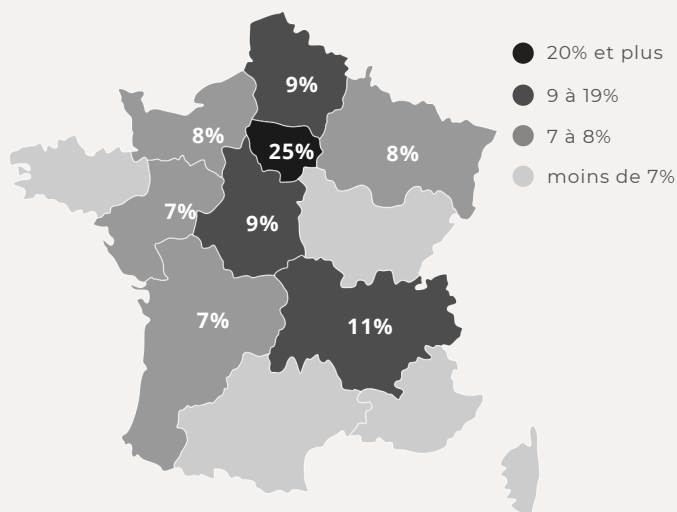 20% et plus
9%
9 à 19%
8%
7 à 8%
25%
8%
moins de 7%
7%
9%
7%
11%